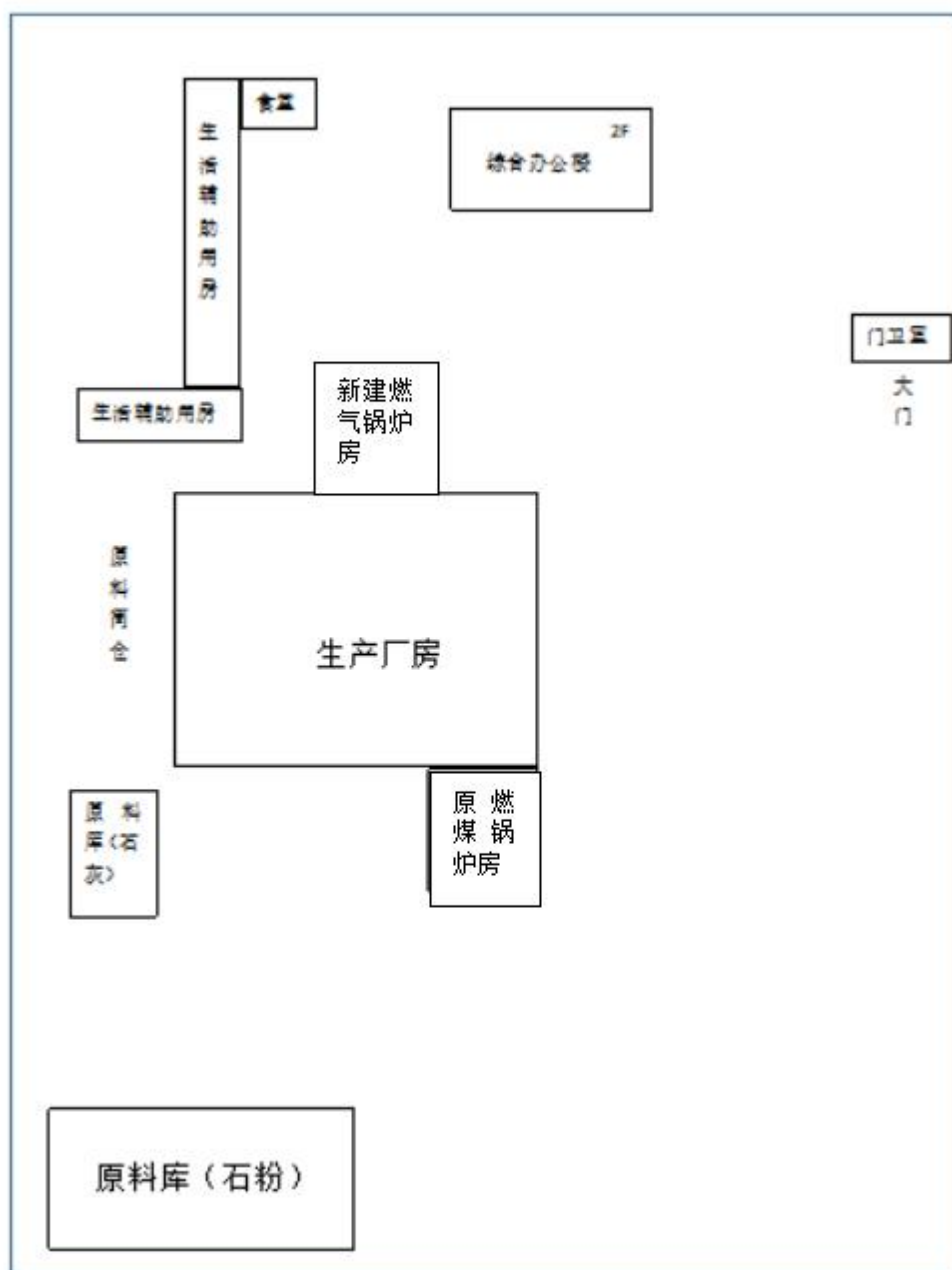 食堂
生活辅助用房
2F
综合办公楼
门卫室
大门
生活辅助用房
新建燃
气锅炉
房
原料筒仓
生产厂房
原 料
库（石
灰）
原 燃
煤 锅
炉房
原料库（石粉）